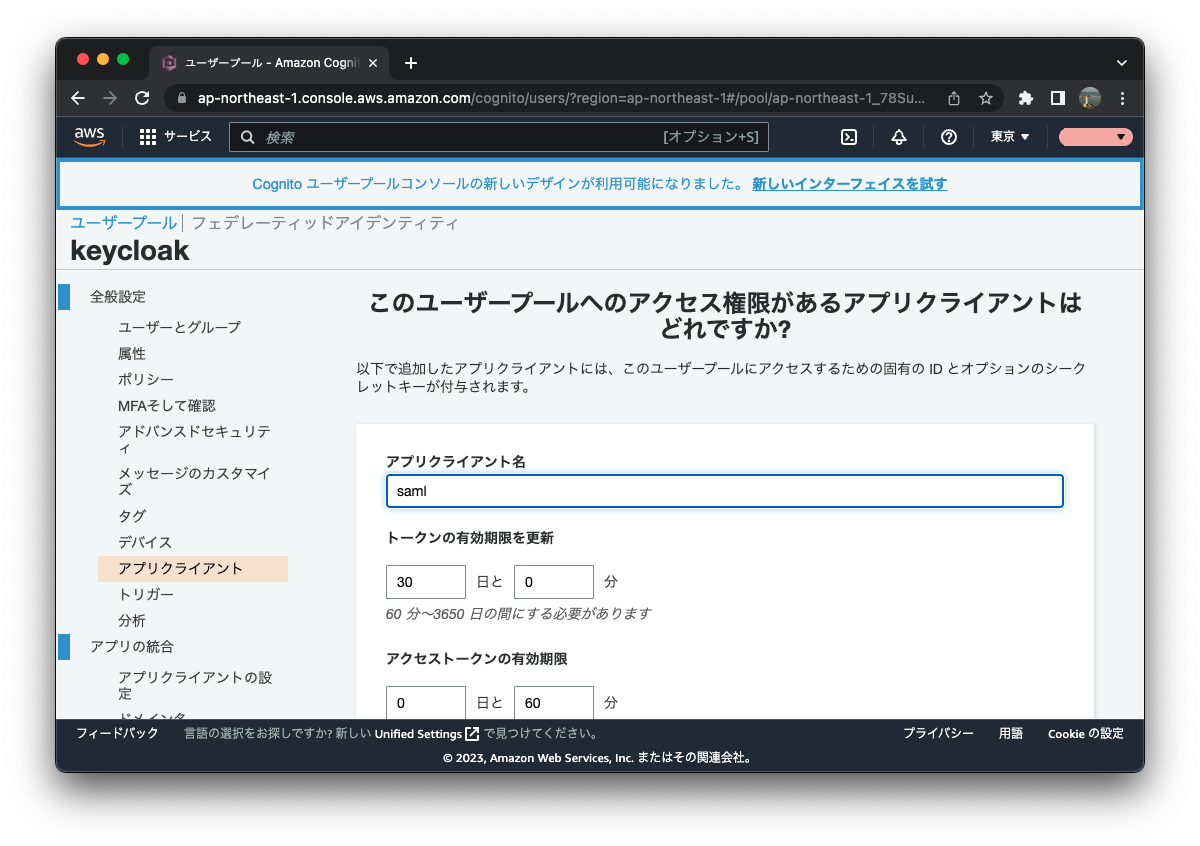 ユーザープール - Amazon Cogni
ap-northeast-1.console.aws.amazon.com/cognito/users/?region=ap-northeast-1#/pool/ap-northeast-1_78Su...
aws
サービス
検索
[オプション+S]
東京
Cognito ユーザープールコンソールの新しいデザインが利用可能になりました。 新しいインターフェイスを試す
ユーザープール フェデレーティッドアイデンティティ
keycloak
全般設定
ユーザーとグループ
属性
ポリシー
MFAそして確認
アドバンスドセキュリテ
ィ
メッセージのカスタマイ
ズ
タグ
デバイス
アプリクライアント
トリガー
分析
アプリの統合
アプリクライアントの設
定
ドメイン名
このユーザープールへのアクセス権限があるアプリクライアントは
どれですか?
以下で追加したアプリクライアントには、このユーザープールにアクセスするための固有の ID とオプションのシーク
レットキーが付与されます。
アプリクライアント名
saml
トークンの有効期限を更新
30 日と 0 分
60 分～3650 日の間にする必要があります
アクセストークンの有効期限
0 日と 60 分
フィードバック 言語の選択をお探しですか? 新しい Unified Settings で見つけてください。 プライバシー 用語 Cookie の設定
© 2023, Amazon Web Services, Inc. またはその関連会社。